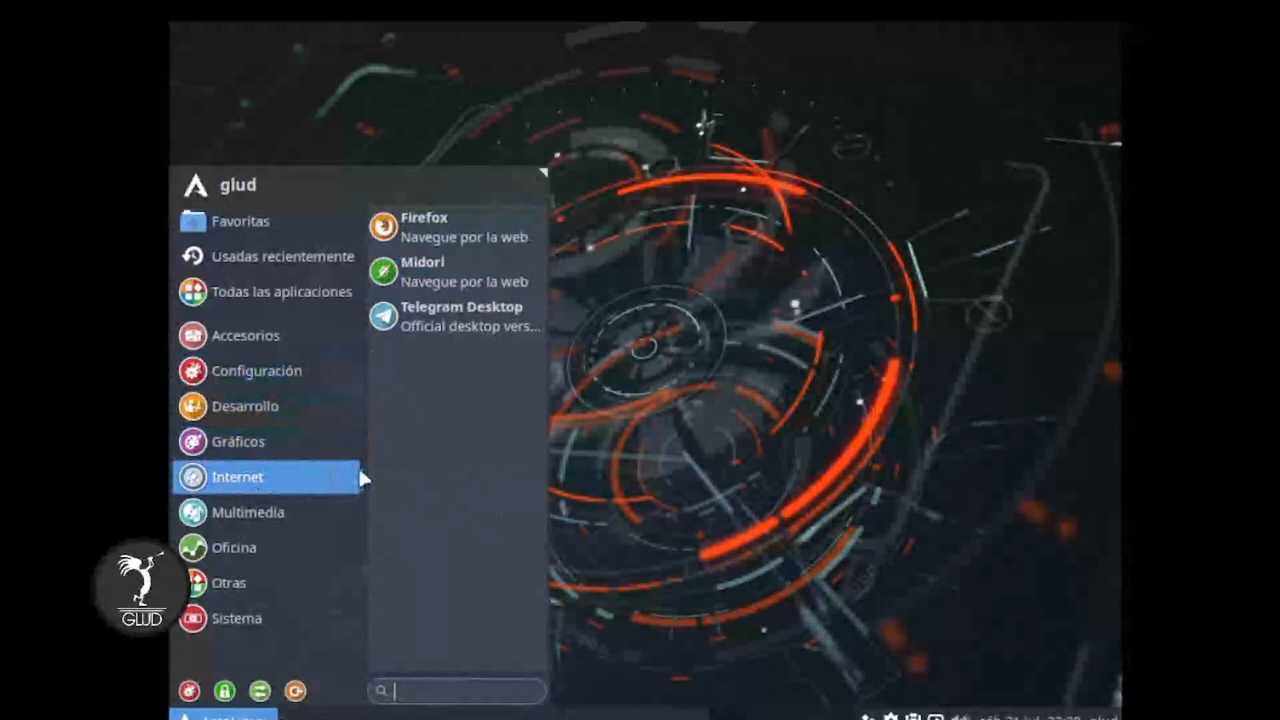 glud
Favoritas
Usadas recientemente
Todas las aplicaciones
Accesorios
Configuración
Desarrollo
Gráficos
Internet
Multimedia
Oficina
Otras
Sistema
Firefox
Navegue por la web
Midori
Navegue por la web
Telegram Desktop
Official desktop vers...
GLUD